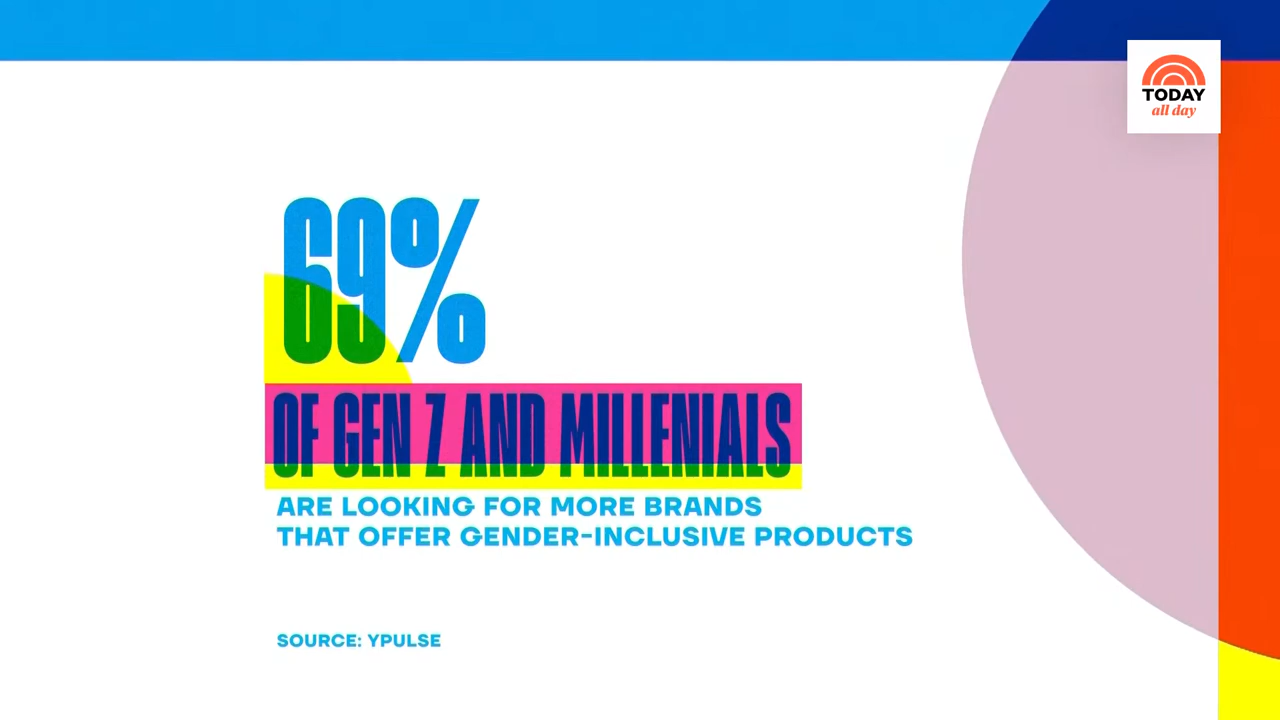 TODAY
all day
69%
OF GEN Z AND MILLENIALS
ARE LOOKING FOR MORE BRANDS
THAT OFFER GENDER-INCLUSIVE PRODUCTS
SOURCE: YPULSE